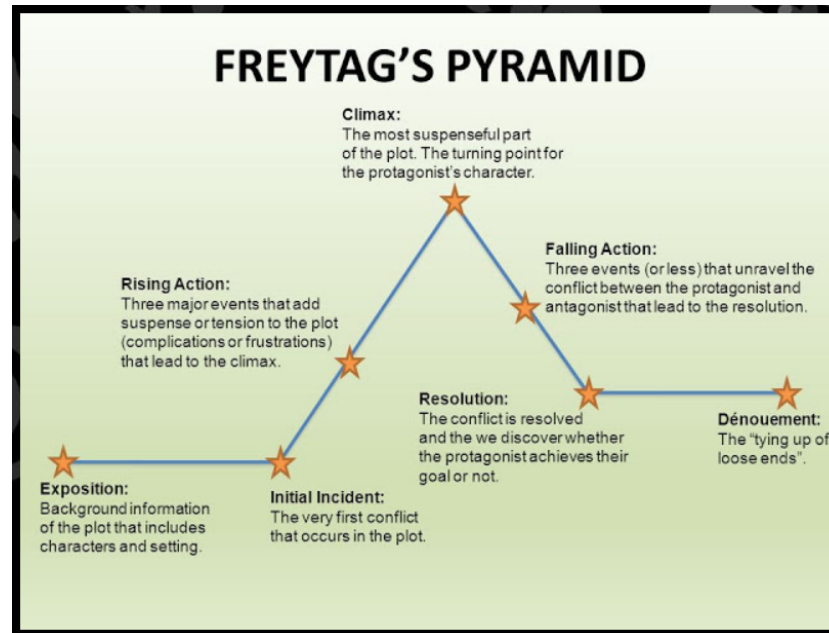 FREYTAG'S PYRAMID
Climax:
The most suspenseful part
of the plot. The turning point for
the protagonist's character.
Rising Action:
Three major events that add
suspense or tension to the plot
(complications or frustrations)
that lead to the climax.
Falling Action:
Three events (or less) that unravel the
conflict between the protagonist and
antagonist that lead to the resolution.
Exposition:
Background information
of the plot that includes
characters and setting.
Initial Incident:
The very first conflict
that occurs in the plot.
Resolution:
The conflict is resolved
and the we discover whether
the protagonist achieves their
goal or not.
Dénouement:
The "tying up of
loose ends".